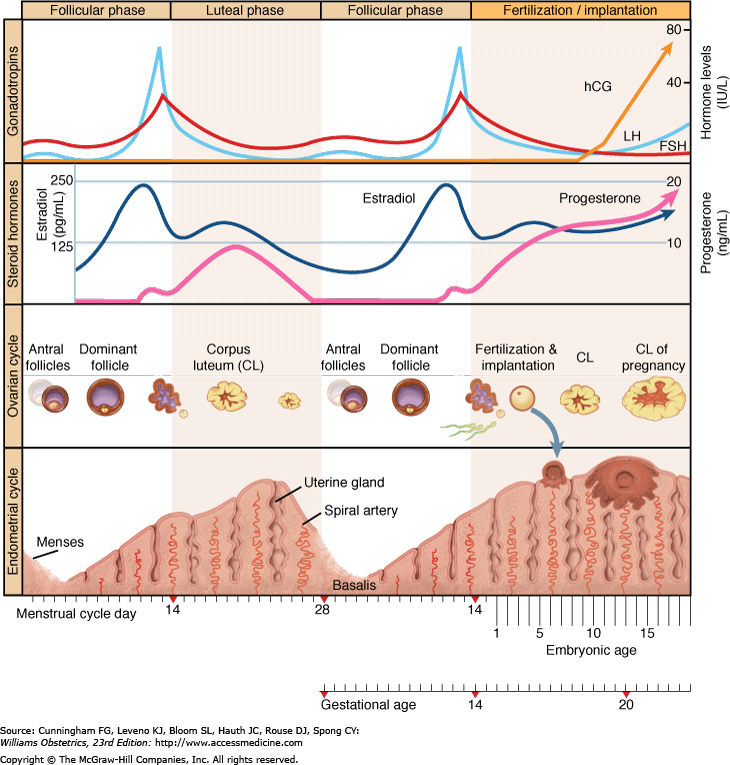 Follicular phase
Luteal phase
Follicular phase
Fertilization / implantation
Gonadotropins
hCG
LH
FSH
80
40
Hormone levels
(IU/L)
Steroid hormones
Estradiol
(pg/mL)
250
125
Estradiol
Progesterone
20
10
Progesterone
(ng/mL)
Ovarian cycle
Antral
follicles
Dominant
follicle
Corpus
luteum (CL)
Antral
follicles
Dominant
follicle
Fertilization &
implantation
CL
CL of
pregnancy
Endometrial cycle
Menses
Uterine gland
Spiral artery
Basalis
Menstrual cycle day
14
28
14
1
5
10
15
Embryonic age
Gestational age
14
20
Source: Cunningham FG, Leveno KJ, Bloom SL, Hauth JC, Rouse DJ, Spong CY:
Williams Obstetrics, 23rd Edition: http://www.accessmedicine.com
Copyright © The McGraw-Hill Companies, Inc. All rights reserved.